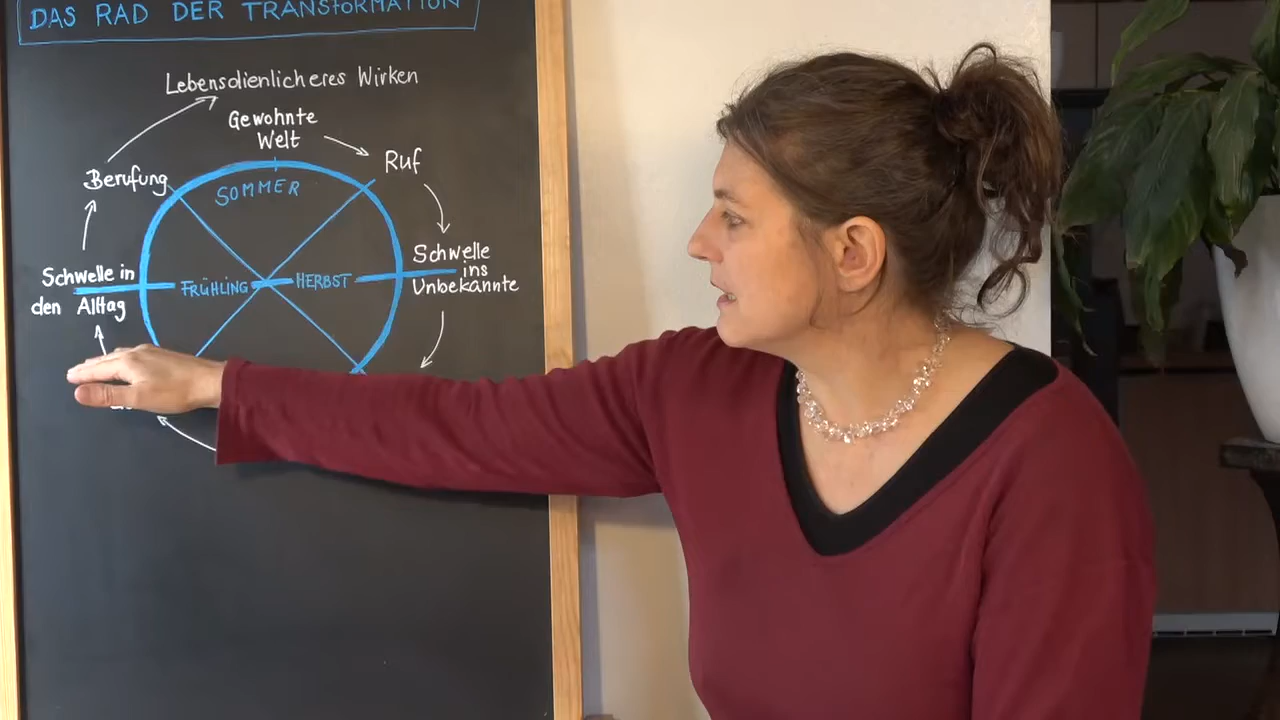 DAS RAD DER TRANSFORMATION
Lebensdienlicheres Wirken
Gewohnte
Welt
Ruf
Berufung
SOMMER
Schwelle
ins
Unbekannte
Schwelle in
den Alltag
FRÜHLING
HERBST